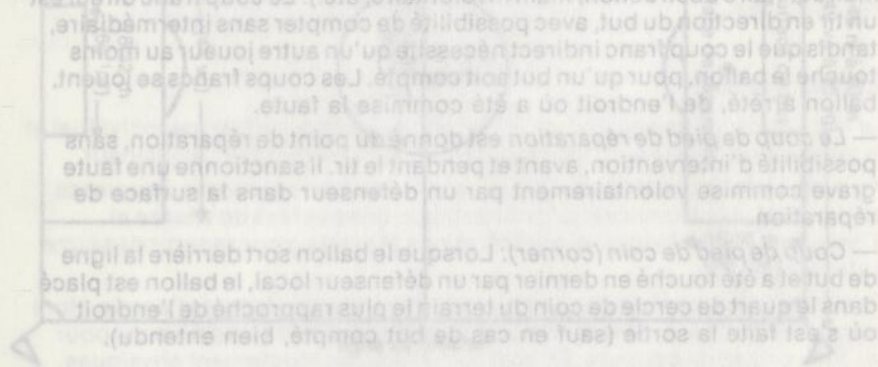 un tir en direction du but, avec possibilité de compter sans intermédiaire,
tandis que le coup franc indirect nécessite qu'un autre joueur au moins
touche le ballon, pour qu'un but soit compté. Les coups francs se jouent,
ballon arrêté, de l'endroit où a été commise la faute.
— Le coup de pied de réparation est donné du point de réparation, sans
possibilité d'intervention, avant et pendant le tir. Il sanctionne une faute
grave commise volontairement par un défenseur dans la surface de
réparation.
— Coup de pied de coin (corner): Lorsque le ballon sort derrière la ligne
de but et a été touché en dernier par un défenseur local, le ballon est placé
dans le quart de cercle de coin du terrain le plus rapproché de l'endroit
où s'est faite la sortie (sauf en cas de but compté, bien entendu).